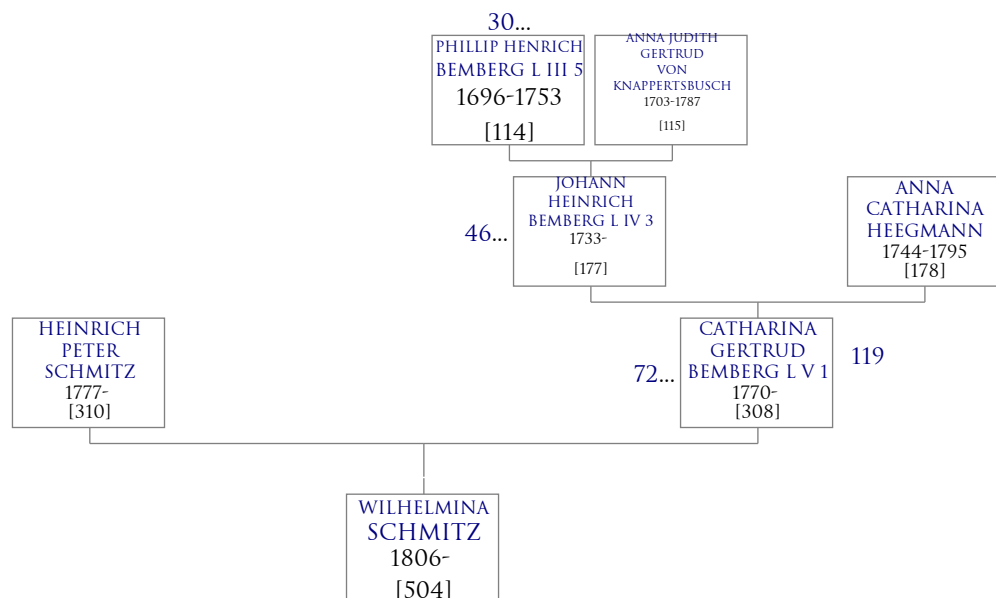 30...
PHILLIP HENRICH
BEMBERG L III 5
1696-1753
[114]
ANNA JUDITH
GERTRUD
VON
KNAPPERTSBUSCH
1703-1787
[115]
46...
JOHANN
HEINRICH
BEMBERG L IV 3
1733-
[177]
ANNA
CATHARINA
HEEGMANN
1744-1795
[178]
HEINRICH
PETER
SCHMITZ
1777-
[310]
72...
CATHARINA
GERTRUD
BEMBERG L V 1
1770-
[308]
119
WILHELMINA
SCHMITZ
1806-
[504]